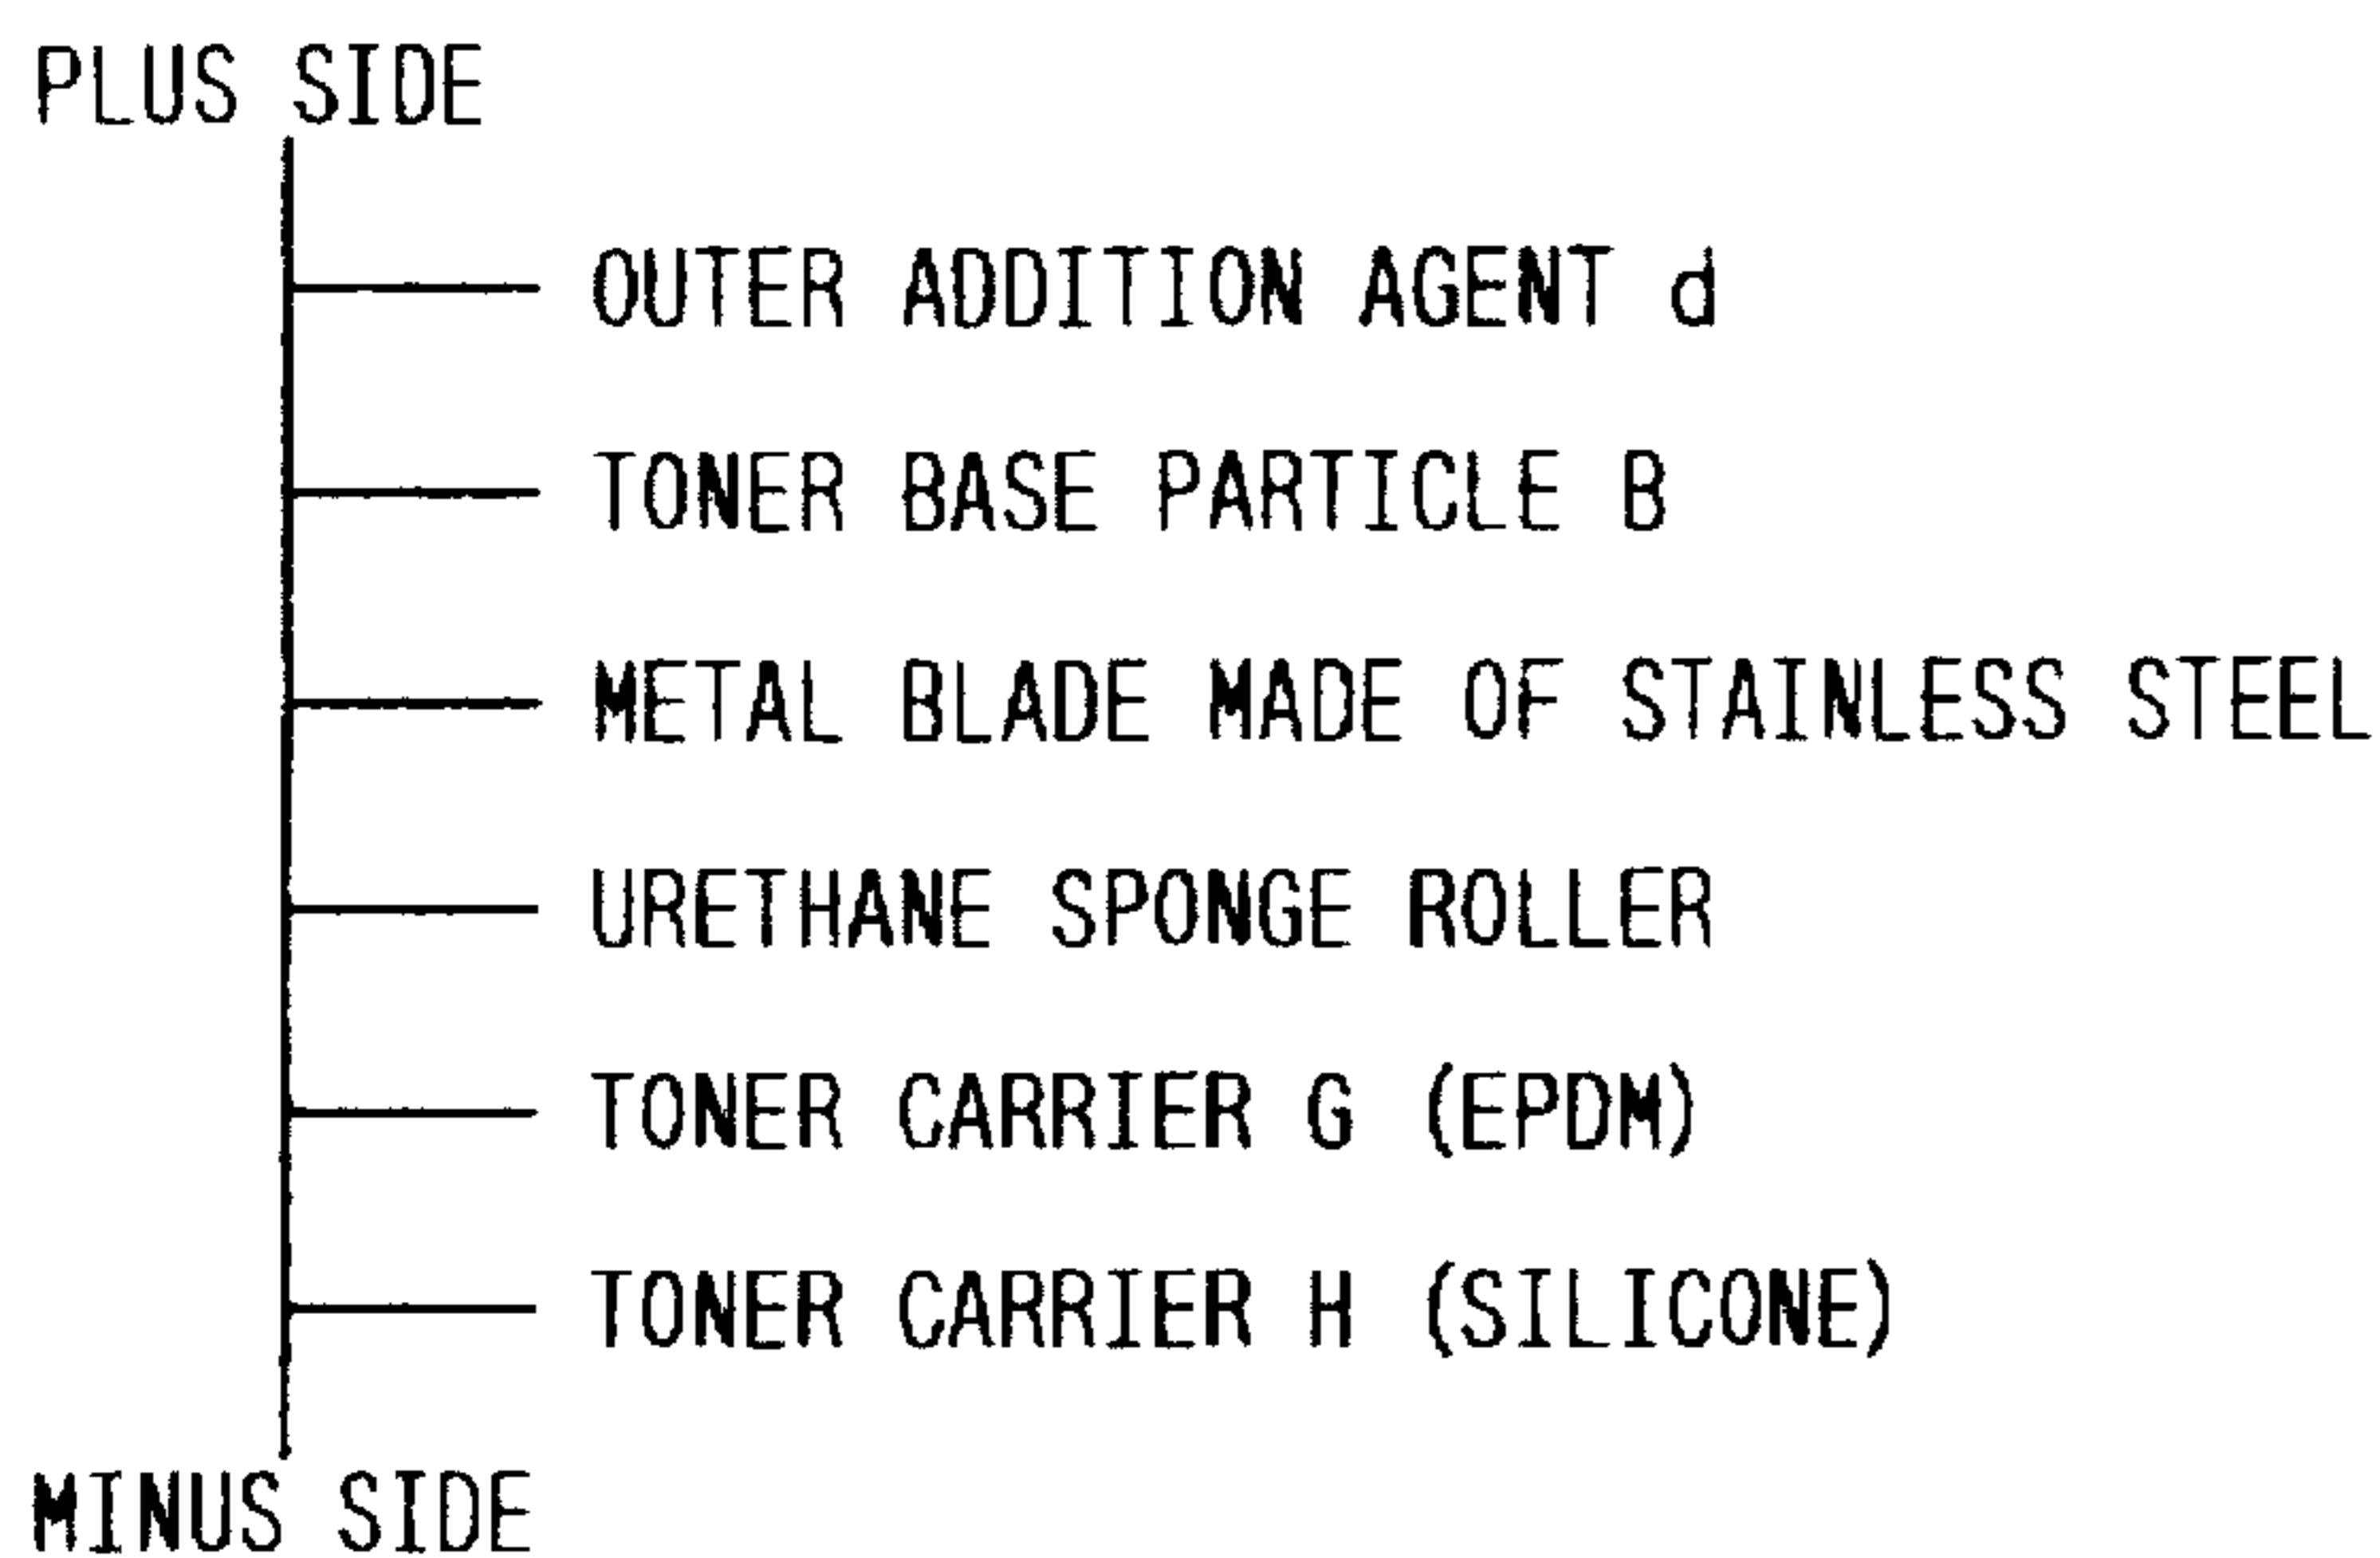 PLUS SIDE
OUTER ADDITION AGENT d
TONER BASE PARTICLE B
METAL BLADE MADE OF STAINLESS STEEL
URETHANE SPONGE ROLLER
TONER CARRIER G (EPDM)
TONER CARRIER H (SILICONE)
MINUS SIDE